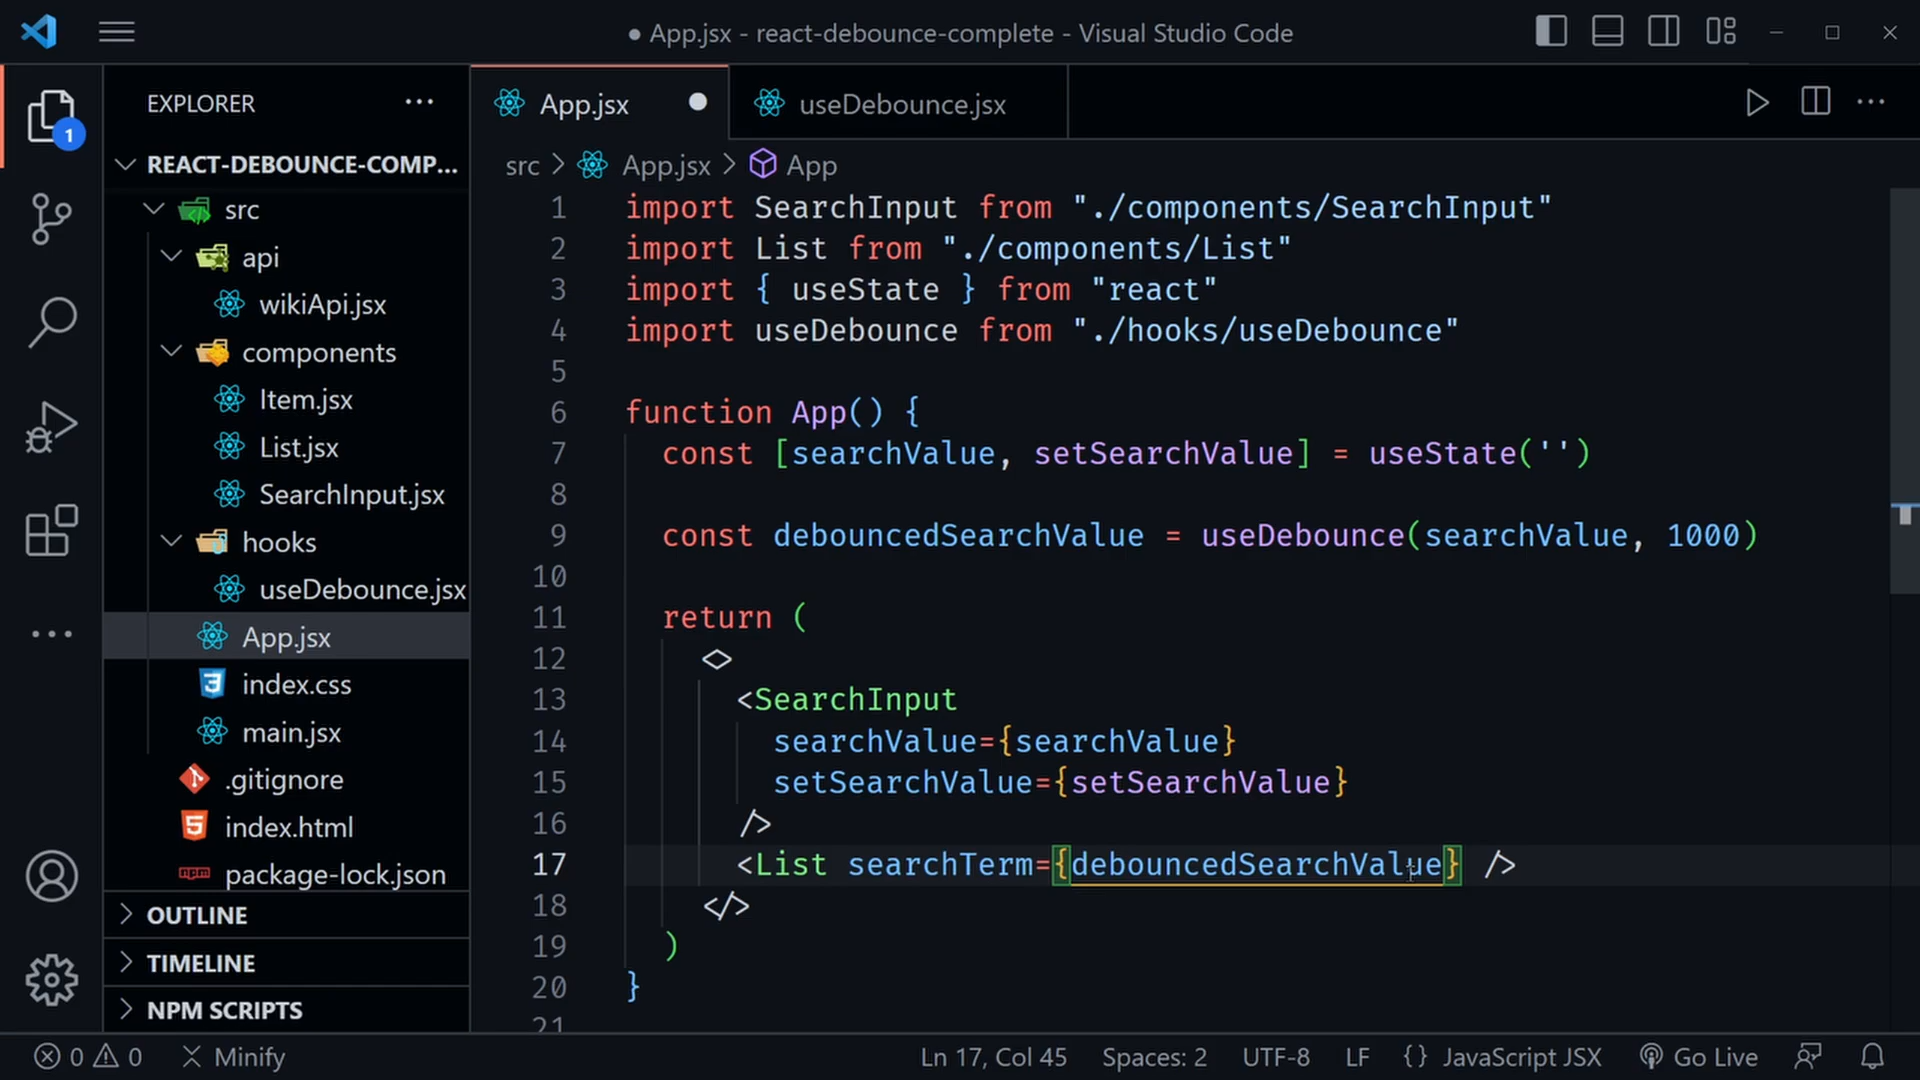 ● App.jsx - react-debounce-complete - Visual Studio Code
EXPLORER
REACT-DEBOUNCE-COMP...
src
api
wikiApi.jsx
components
Item.jsx
List.jsx
SearchInput.jsx
hooks
useDebounce.jsx
App.jsx
index.css
main.jsx
.gitignore
index.html
package-lock.json
OUTLINE
TIMELINE
NPM SCRIPTS
1
App.jsx
useDebounce.jsx
src > App.jsx > App
1 import SearchInput from "./components/SearchInput"
2 import List from "./components/List"
3 import { useState } from "react"
4 import useDebounce from "./hooks/useDebounce"
5
6 function App() {
7 const [searchValue, setSearchValue] = useState('')
8
9 const debouncedSearchValue = useDebounce(searchValue, 1000)
10
11 return (
12 <>
13 <SearchInput
14 searchValue={searchValue}
15 setSearchValue={setSearchValue}
16 />
17 <List searchTerm={debouncedSearchValue} />
18 </>
19 )
20 }
21
0 0 Minify
Ln 17, Col 45 Spaces: 2 UTF-8 LF {} JavaScript JSX Go Live